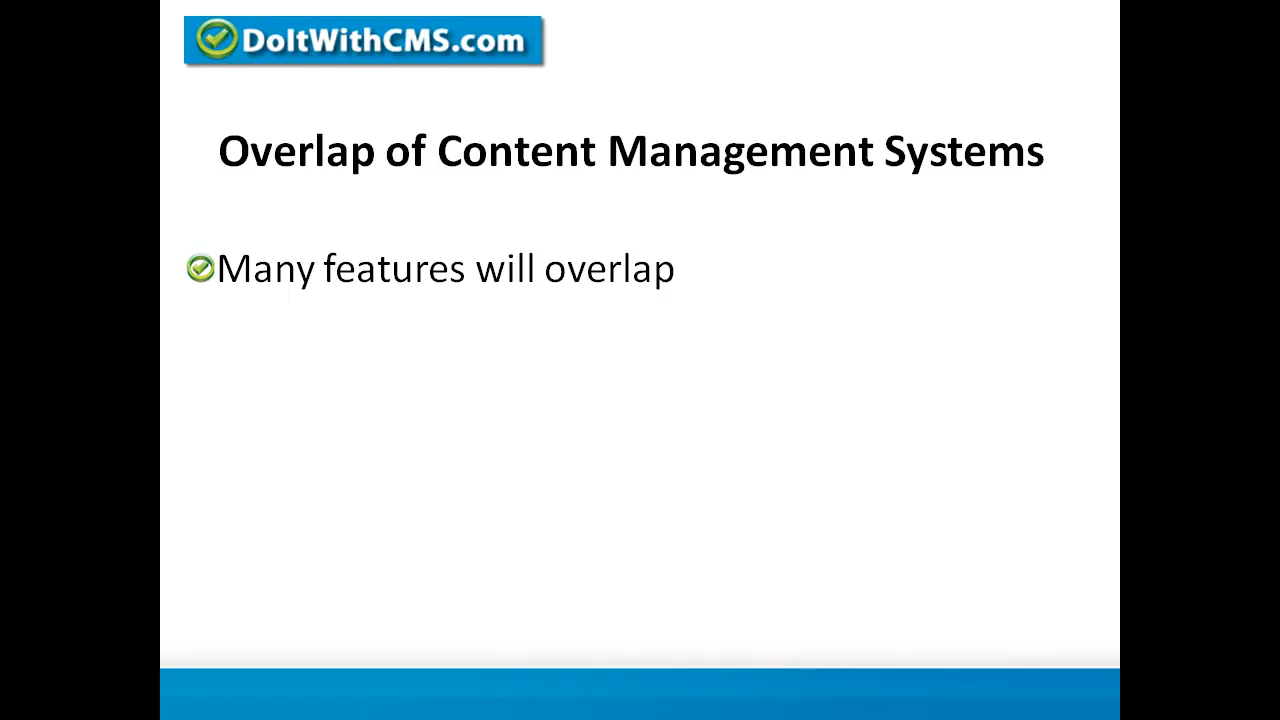 DoItWithCMS.com
Overlap of Content Management Systems
Many features will overlap